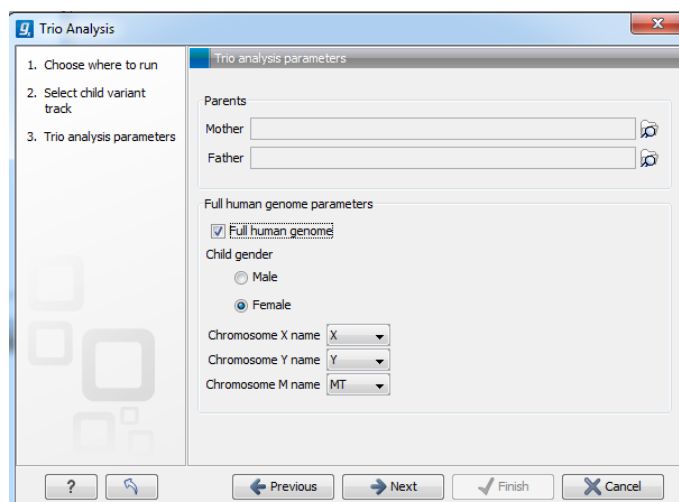 Trio Analysis
1. Choose where to run
2. Select child variant
track
3. Trio analysis parameters
Trio analysis parameters
Parents
Mother
Father
Full human genome parameters
Full human genome
Child gender
Male
Female
Chromosome X name X
Chromosome Y name Y
Chromosome M name MT
? Previous Next Finish Cancel